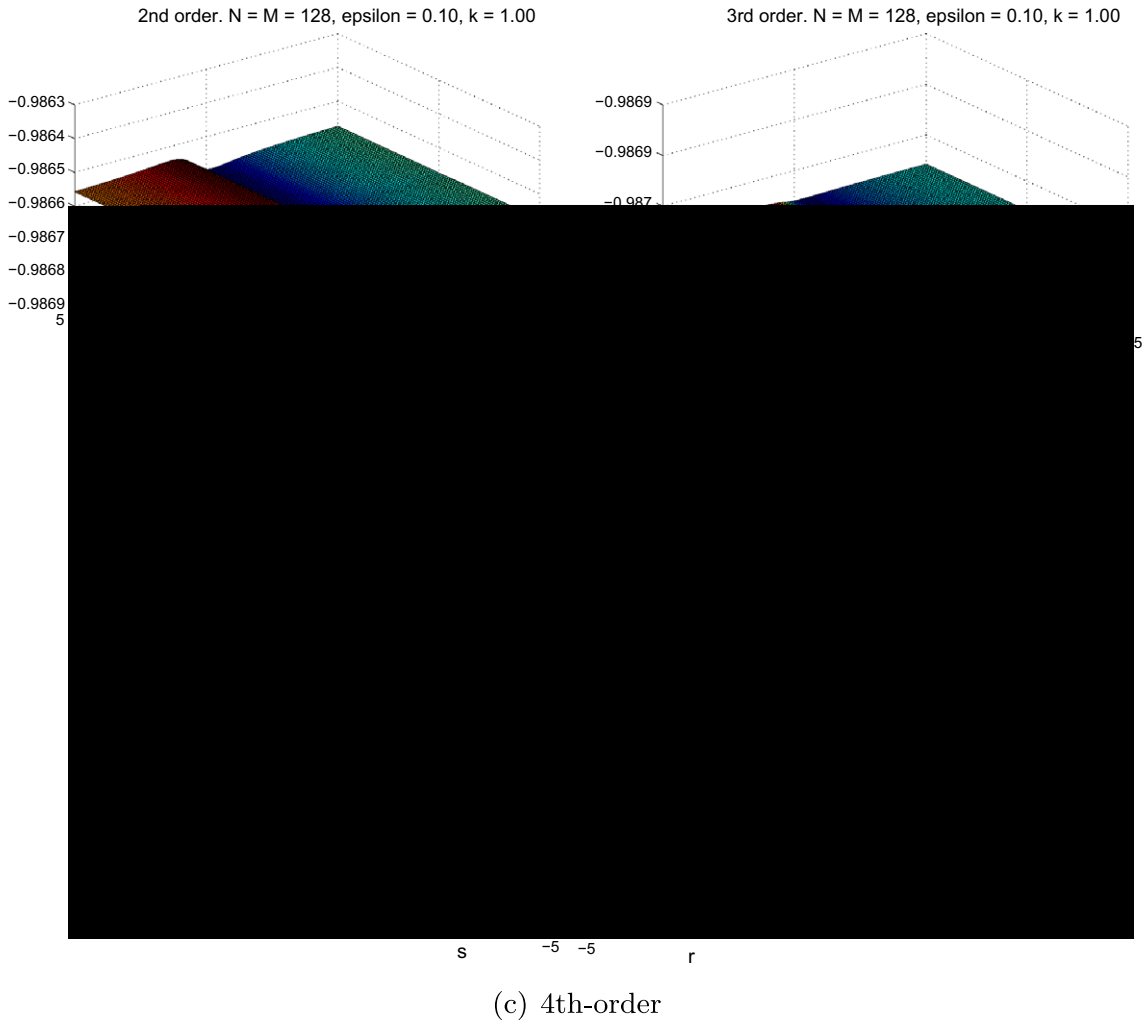 2nd order. N = M = 128, epsilon = 0.10, k = 1.00
−0.9863
−0.9864
−0.9865
−0.9866
−0.9867
−0.9868
−0.9869
5
3rd order. N = M = 128, epsilon = 0.10, k = 1.00
−0.9869
−0.9869
−0.987
5
s
−5
−5
r
(c) 4th-order